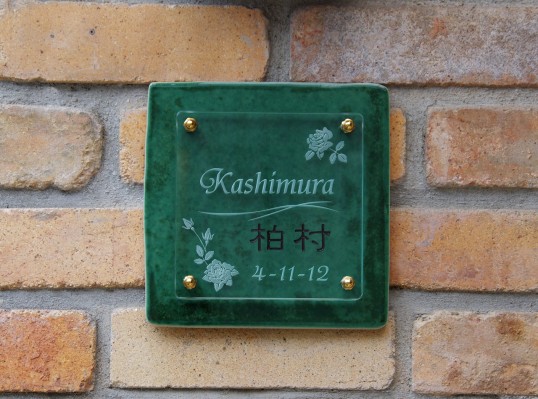 Kashimura
柏村
4-11-12